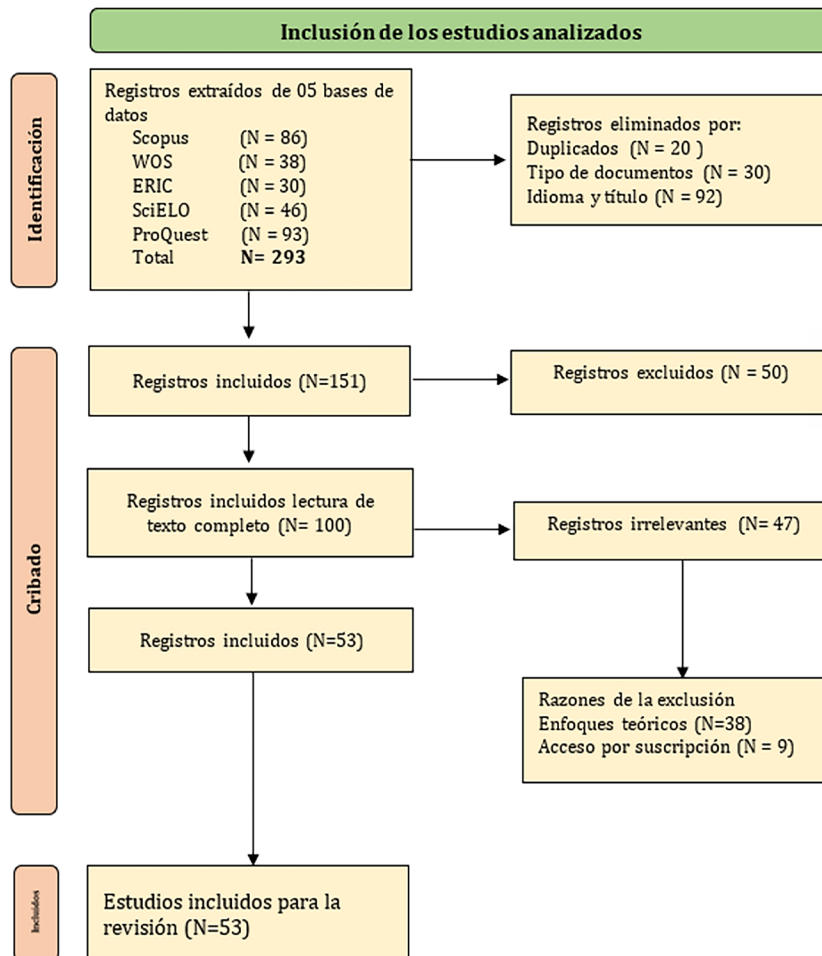 Inclusión de los estudios analizados
Identificación
Registros extraídos de 05 bases de
datos
Scopus (N = 86)
WOS (N = 38)
ERIC (N = 30)
SciELO (N = 46)
ProQuest (N = 93)
Total N= 293
Registros eliminados por:
Duplicados (N = 20 )
Tipo de documentos (N = 30)
Idioma y título (N = 92)
Cribado
Registros incluidos (N=151)
Registros excluidos (N = 50)
Registros incluidos lectura de
texto completo (N= 100)
Registros irrelevantes (N= 47)
Registros incluidos (N=53)
Razones de la exclusión
Enfoques teóricos (N=38)
Acceso por suscripción (N = 9)
Incluidos
Estudios incluidos para la
revisión (N=53)